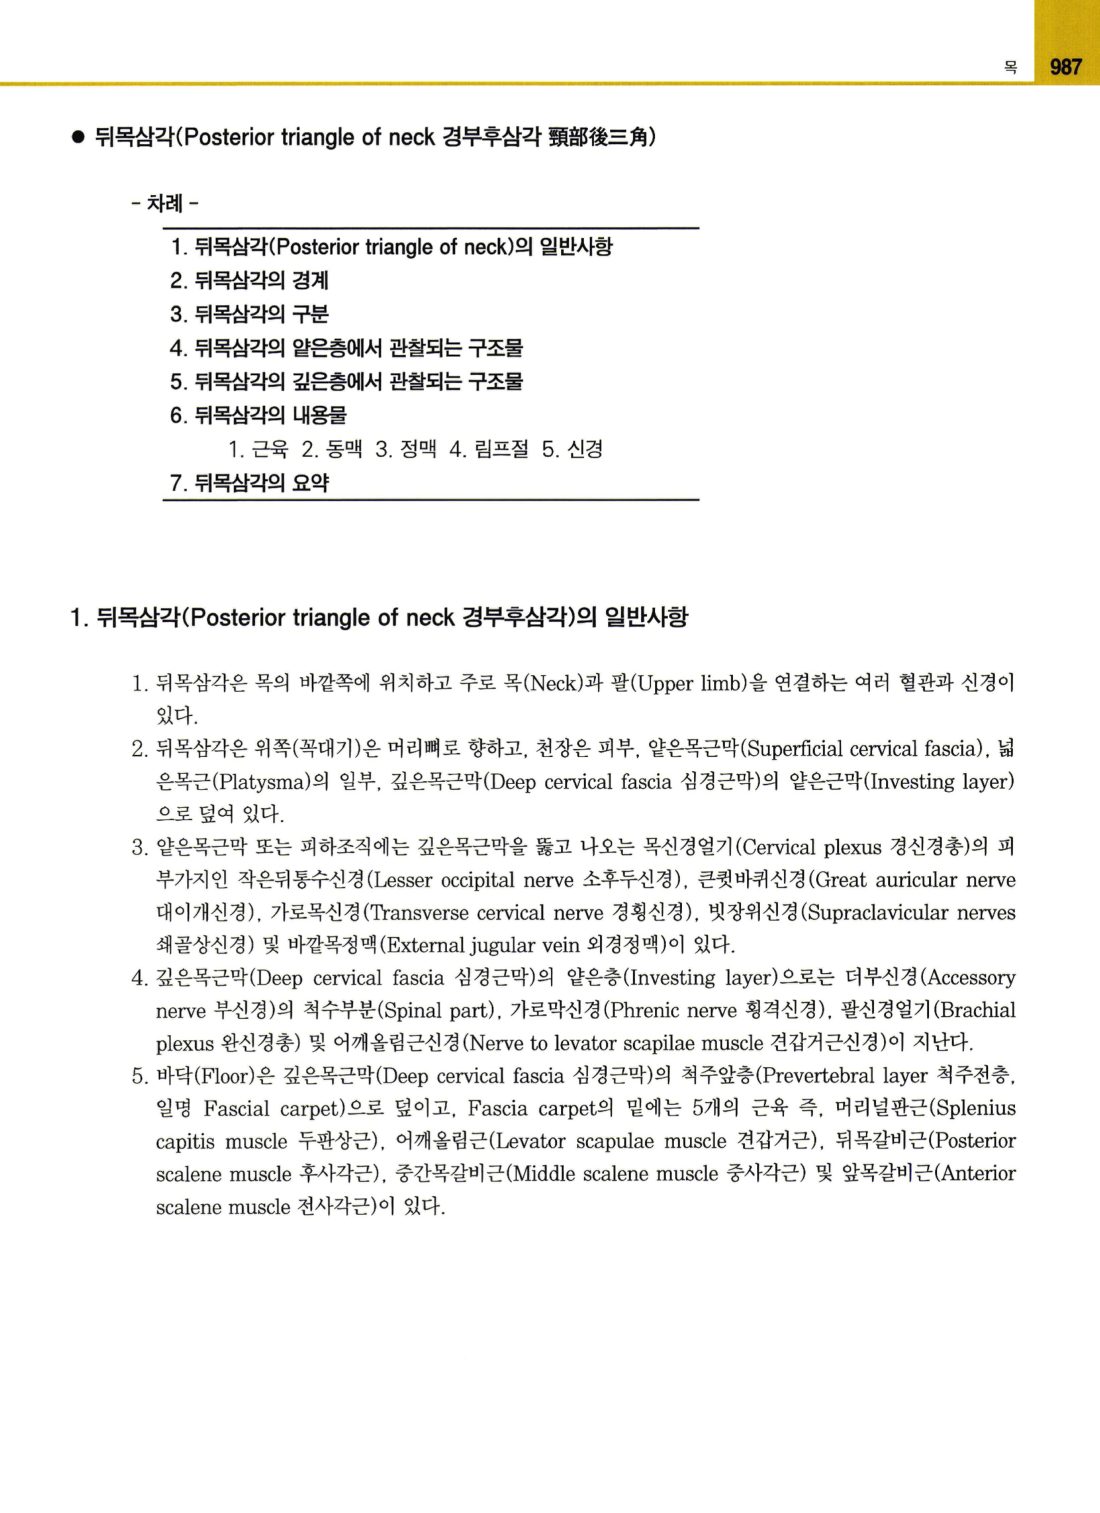 목 987
● 뒤목삼각(Posterior triangle of neck 경부후삼각 頸部後三角)
- 차례 -
1. 뒤목삼각(Posterior triangle of neck)의 일반사항
2. 뒤목삼각의 경계
3. 뒤목삼각의 구분
4. 뒤목삼각의 얕은층에서 관찰되는 구조물
5. 뒤목삼각의 깊은층에서 관찰되는 구조물
6. 뒤목삼각의 내용물
1. 근육 2. 동맥 3. 정맥 4. 림프절 5. 신경
7. 뒤목삼각의 요약
1. 뒤목삼각(Posterior triangle of neck 경부후삼각)의 일반사항
1. 뒤목삼각은 목의 바깥쪽에 위치하고 주로 목(Neck)과 팔(Upper limb)을 연결하는 여러 혈관과 신경이
있다.
2. 뒤목삼각은 위쪽(꼭대기)은 머리뼈로 향하고, 천장은 피부, 얕은목근막(Superficial cervical fascia), 넓
은목근(Platysma)의 일부, 깊은목근막(Deep cervical fascia 심경근막)의 얕은근막(Investing layer)
으로 덮여 있다.
3. 얕은목근막 또는 피하조직에는 깊은목근막을 뚫고 나오는 목신경얼기(Cervical plexus 경신경총)의 피
부가지인 작은뒤통수신경(Lesser occipital nerve 소후두신경), 큰귓바퀴신경(Great auricular nerve
대이개신경), 가로목신경(Transverse cervical nerve 경횡신경), 빗장위신경(Supraclavicular nerves
쇄골상신경) 및 바깥목정맥(External jugular vein 외경정맥)이 있다.
4. 깊은목근막(Deep cervical fascia 심경근막)의 얕은층(Investing layer)으로는 더부신경(Accessory
nerve 부신경)의 척수부분(Spinal part), 가로막신경(Phrenic nerve 횡격신경), 팔신경얼기(Brachial
plexus 완신경총) 및 어깨올림근신경(Nerve to levator scapilae muscle 견갑거근신경)이 지난다.
5. 바닥(Floor)은 깊은목근막(Deep cervical fascia 심경근막)의 척주앞층(Prevertebral layer 척주전층,
일명 Fascial carpet)으로 덮이고, Fascia carpet의 밑에는 5개의 근육 즉, 머리널판근(Splenius
capitis muscle 두판상근), 어깨올림근(Levator scapulae muscle 견갑거근), 뒤목갈비근(Posterior
scalene muscle 후사각근), 중간목갈비근(Middle scalene muscle 중사각근) 및 앞목갈비근(Anterior
scalene muscle 전사각근)이 있다.